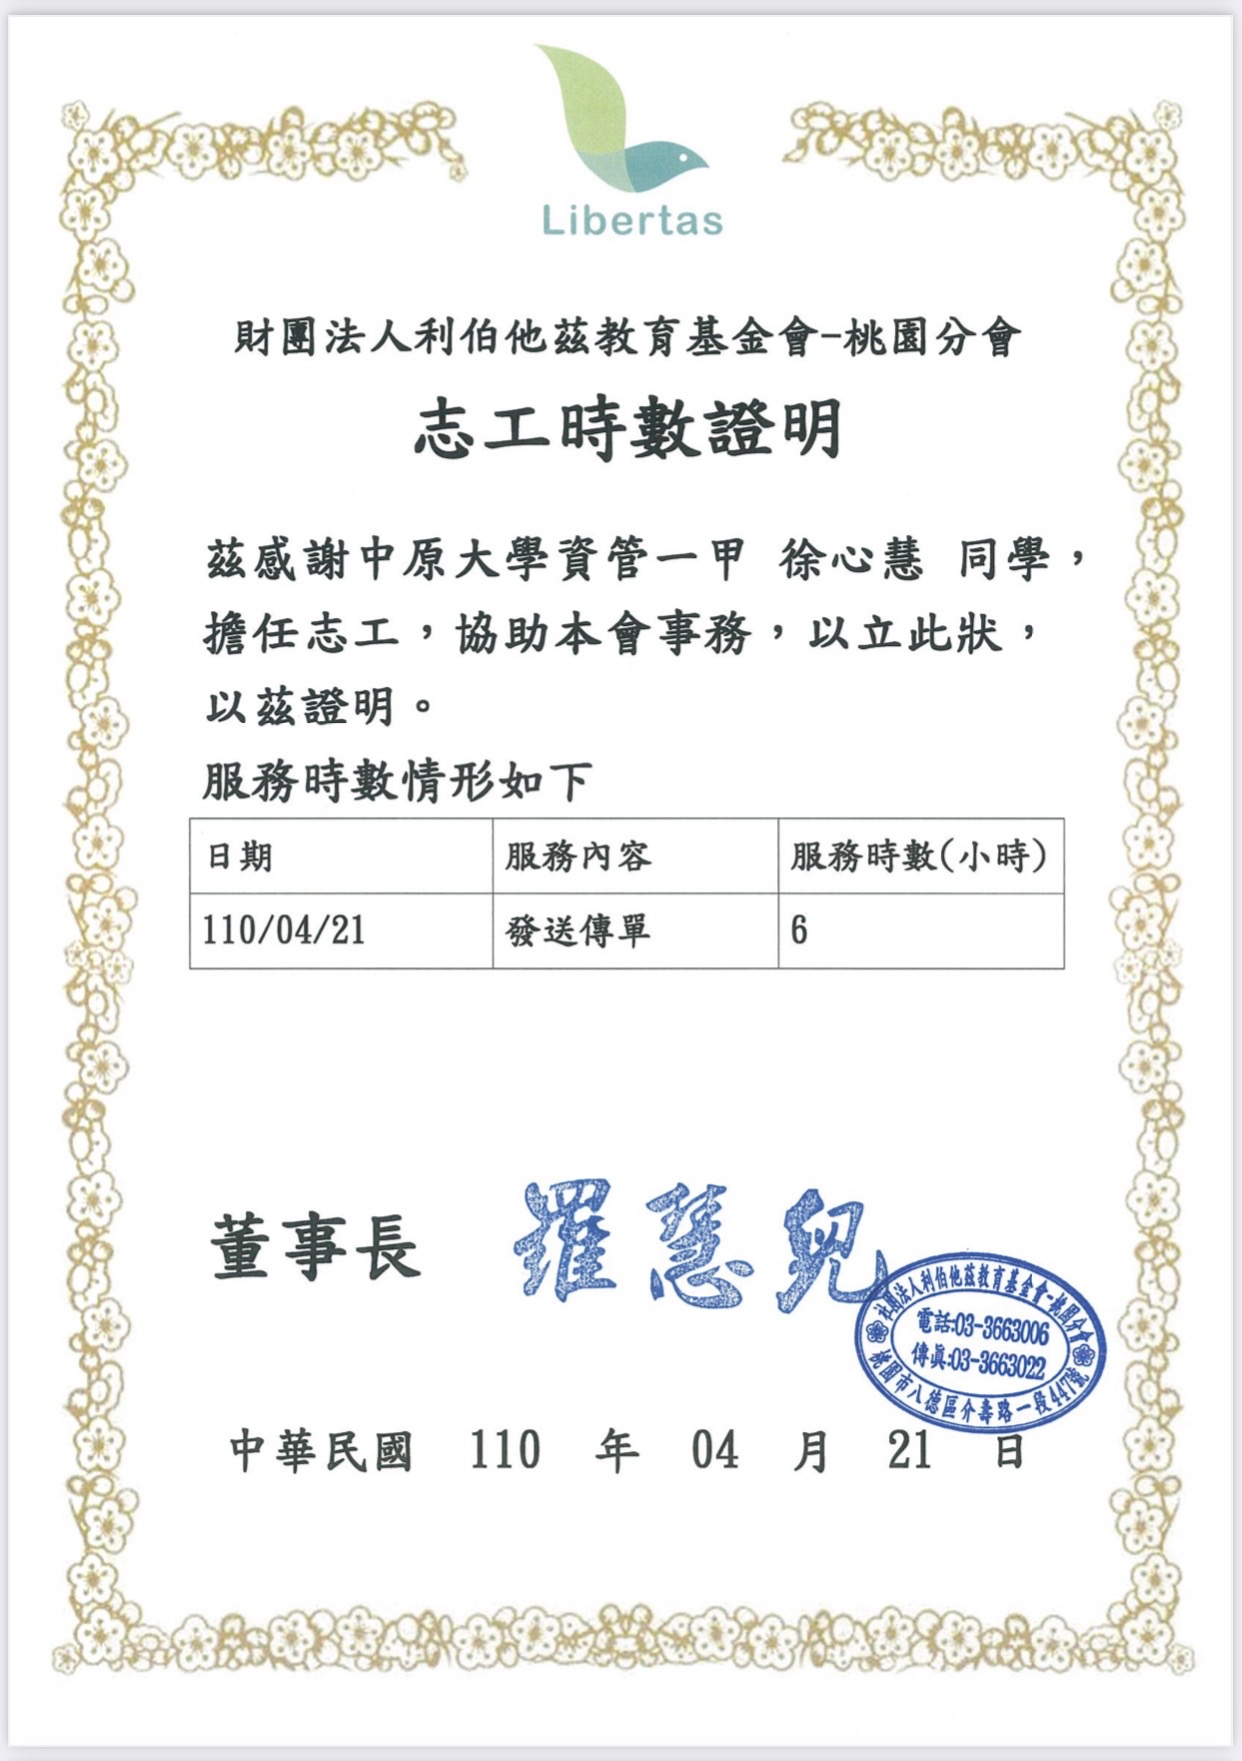 Libertas
財團法人利伯他茲教育基金會-桃園分會
志工時數證明
茲感謝中原大學資管一甲 徐心慧 同學，
擔任志工，協助本會事務，以立此狀，
以茲證明。
服務時數情形如下
日期 服務內容 服務時數(小時)
110/04/21 發送傳單 6
董事長 羅慧兒
社團法人利伯他茲教育基金會-桃園分會
電話:03-3663006
傳真:03-3663022
桃園市八德區介壽路一段447號
中華民國 110 年 04 月 21 日